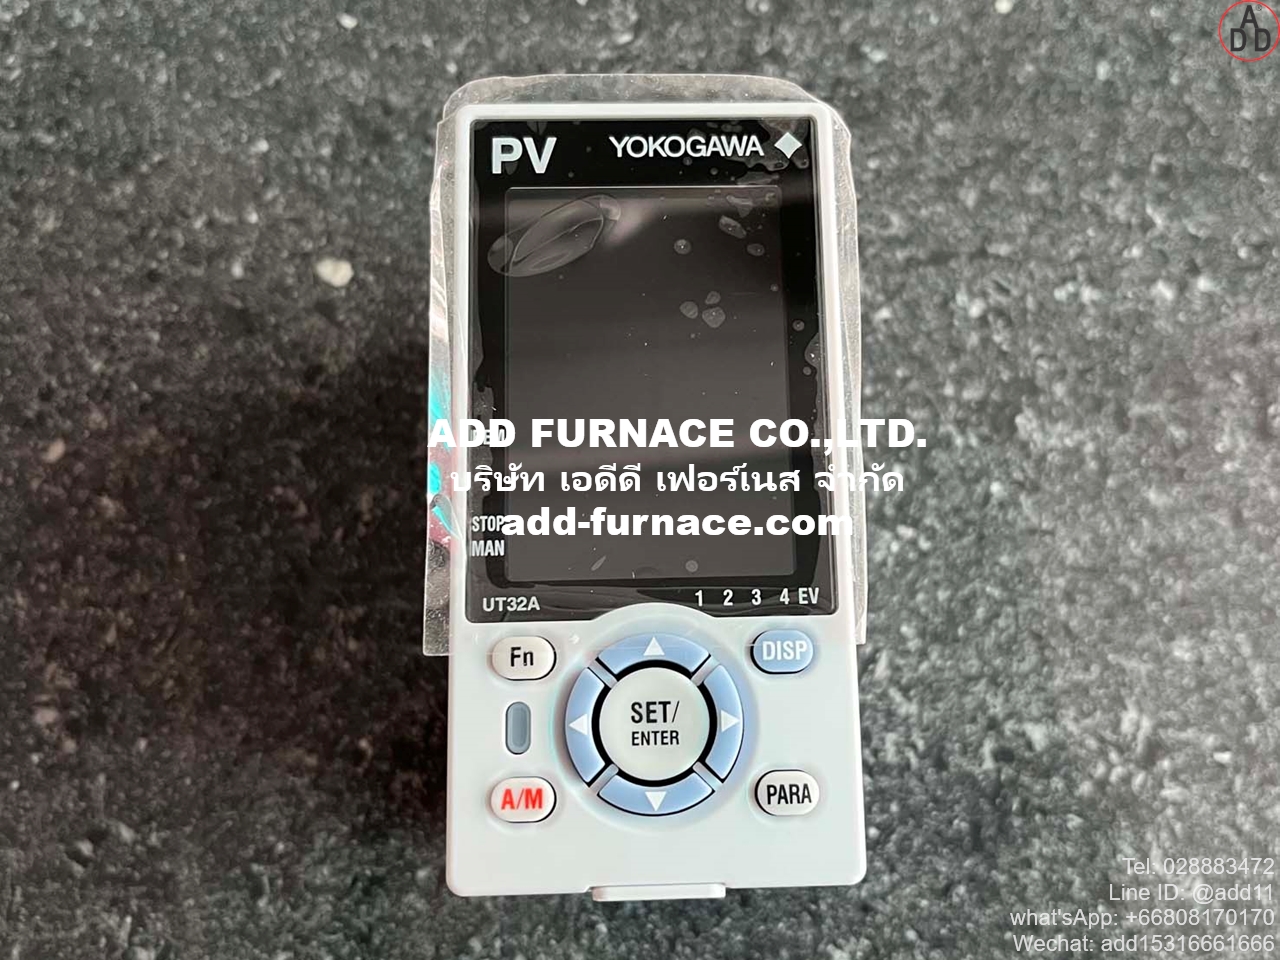 ADD
PV YOKOGAWA
ADD FURNACE CO.,LTD.
บริษัท เอดีดี เฟอร์เนส จำกัด
STOP
add-furnace.com
MAN
UT32A
1 2 3 4 EV
Fn
DISP
SET/
ENTER
A/M
PARA
Tel: 028883472
Line ID: @add11
what'sApp: +66808170170
Wechat: add15316661666